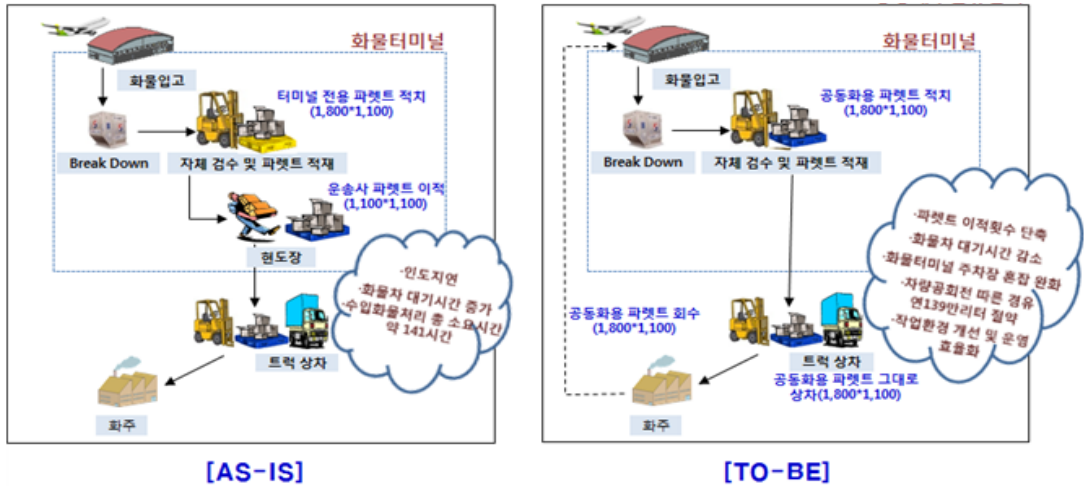 화물터미널
화물입고
터미널 전용 파렛트 적치
(1,800*1,100)
Break Down
자체 검수 및 파렛트 적재
운송사 파렛트 이적
(1,100*1,100)
현도장
-인도지연
-화물차 대기시간 증가
-수입화물처리 총 소요시간
약 141시간
트럭 상차
화주
[AS-IS]
화물터미널
화물입고
공동화용 파렛트 적치
(1,800*1,100)
Break Down
자체 검수 및 파렛트 적재
-파렛트 이적횟수 단축
-화물차 대기시간 감소
-화물터미널 주차장 혼잡 완화
-차량공회전 따른 경유
연139만리터 절약
-작업환경 개선 및 운영
효율화
공동화용 파렛트 회수
(1,800*1,100)
트럭 상차
공동화용 파렛트 그대로
상차(1,800*1,100)
화주
[TO-BE]